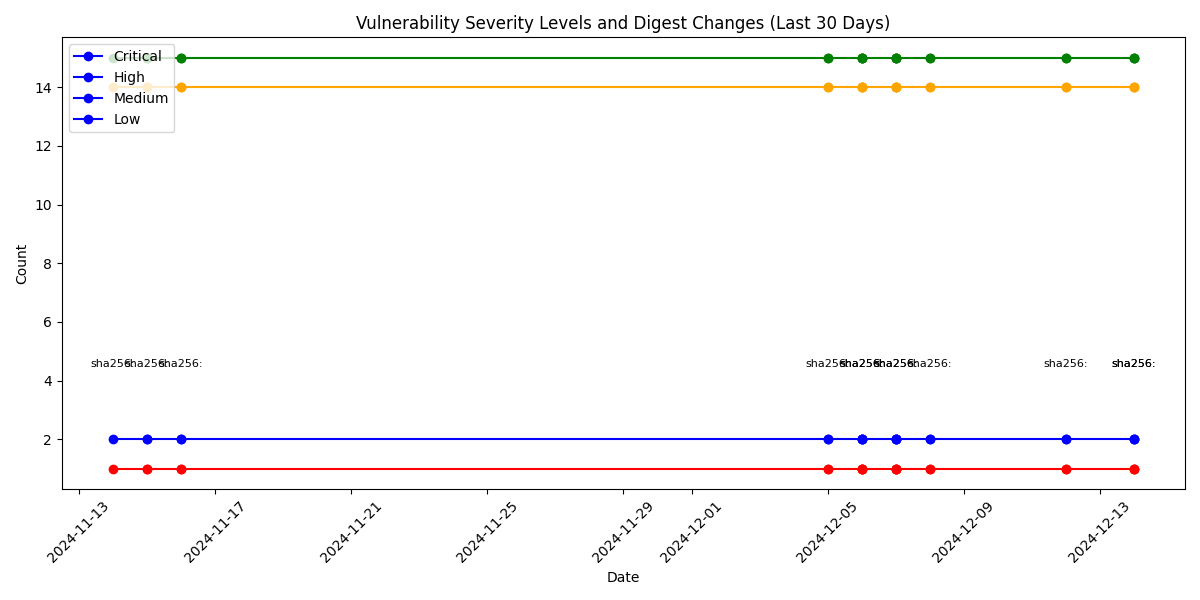 Vulnerability Severity Levels and Digest Changes (Last 30 Days)
Critical
High
Medium
Low
Count
14
12
10
8
6
4
2
sha256: sha256: sha256: sha256: sha256: sha256: sha256: sha256: sha256:
2024-11-13 2024-11-17 2024-11-21 2024-11-25 2024-11-29 2024-12-01 2024-12-05 2024-12-09 2024-12-13
Date